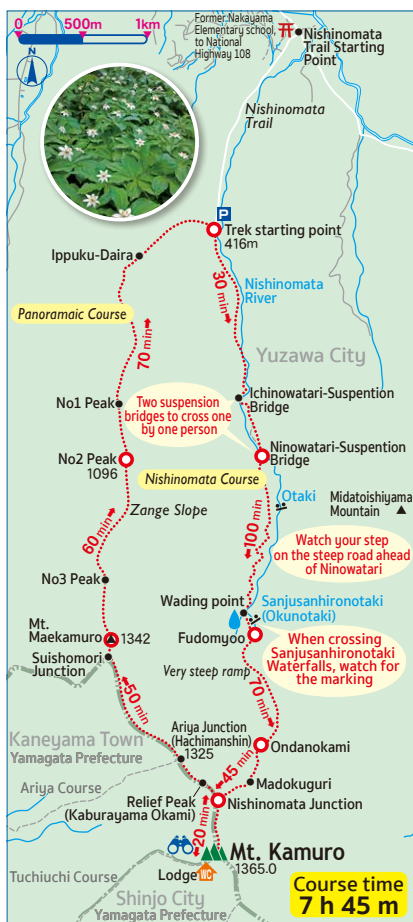 0 500m 1km
N
Former Nakayama
Elementary school,
to National
Highway 108
Nishinomata
Trail Starting
Point
Nishinomata
Trail
P
Trek starting point
416m
Ippuku-Daira
30 min
Nishinomata
River
Panoramaic Course
70 min
Yuzawa City
Ichinowatari-Suspention
Bridge
No1 Peak
Two suspension
bridges to cross one
by one person
Ninowatari-Suspention
Bridge
No2 Peak
1096
Nishinomata Course
Otaki
Midatoishiyama
Mountain
Zange Slope
100 min
60 min
Watch your step
on the steep road ahead
of Ninowatari
No3 Peak
Wading point
Sanjusanhironotaki
(Okunotaki)
Fudomyoo
Mt.
Maekamuro
1342
When crossing
Sanjusanhironotaki
Waterfalls, watch for
the marking
Suishomori
Junction
Very steep ramp
70 min
50 min
Kaneyama Town
Yamagata Prefecture
Ariya Junction
(Hachimanshin)
1325
Ondanokami
45 min
Ariya Course
Madokuguri
Relief Peak
(Kaburayama Okami)
Nishinomata Junction
20 min
Mt. Kamuro
1365.0
Lodge
WC
Tuchiuchi Course
Shinjo City
Yamagata Prefecture
Course time
7 h 45 m